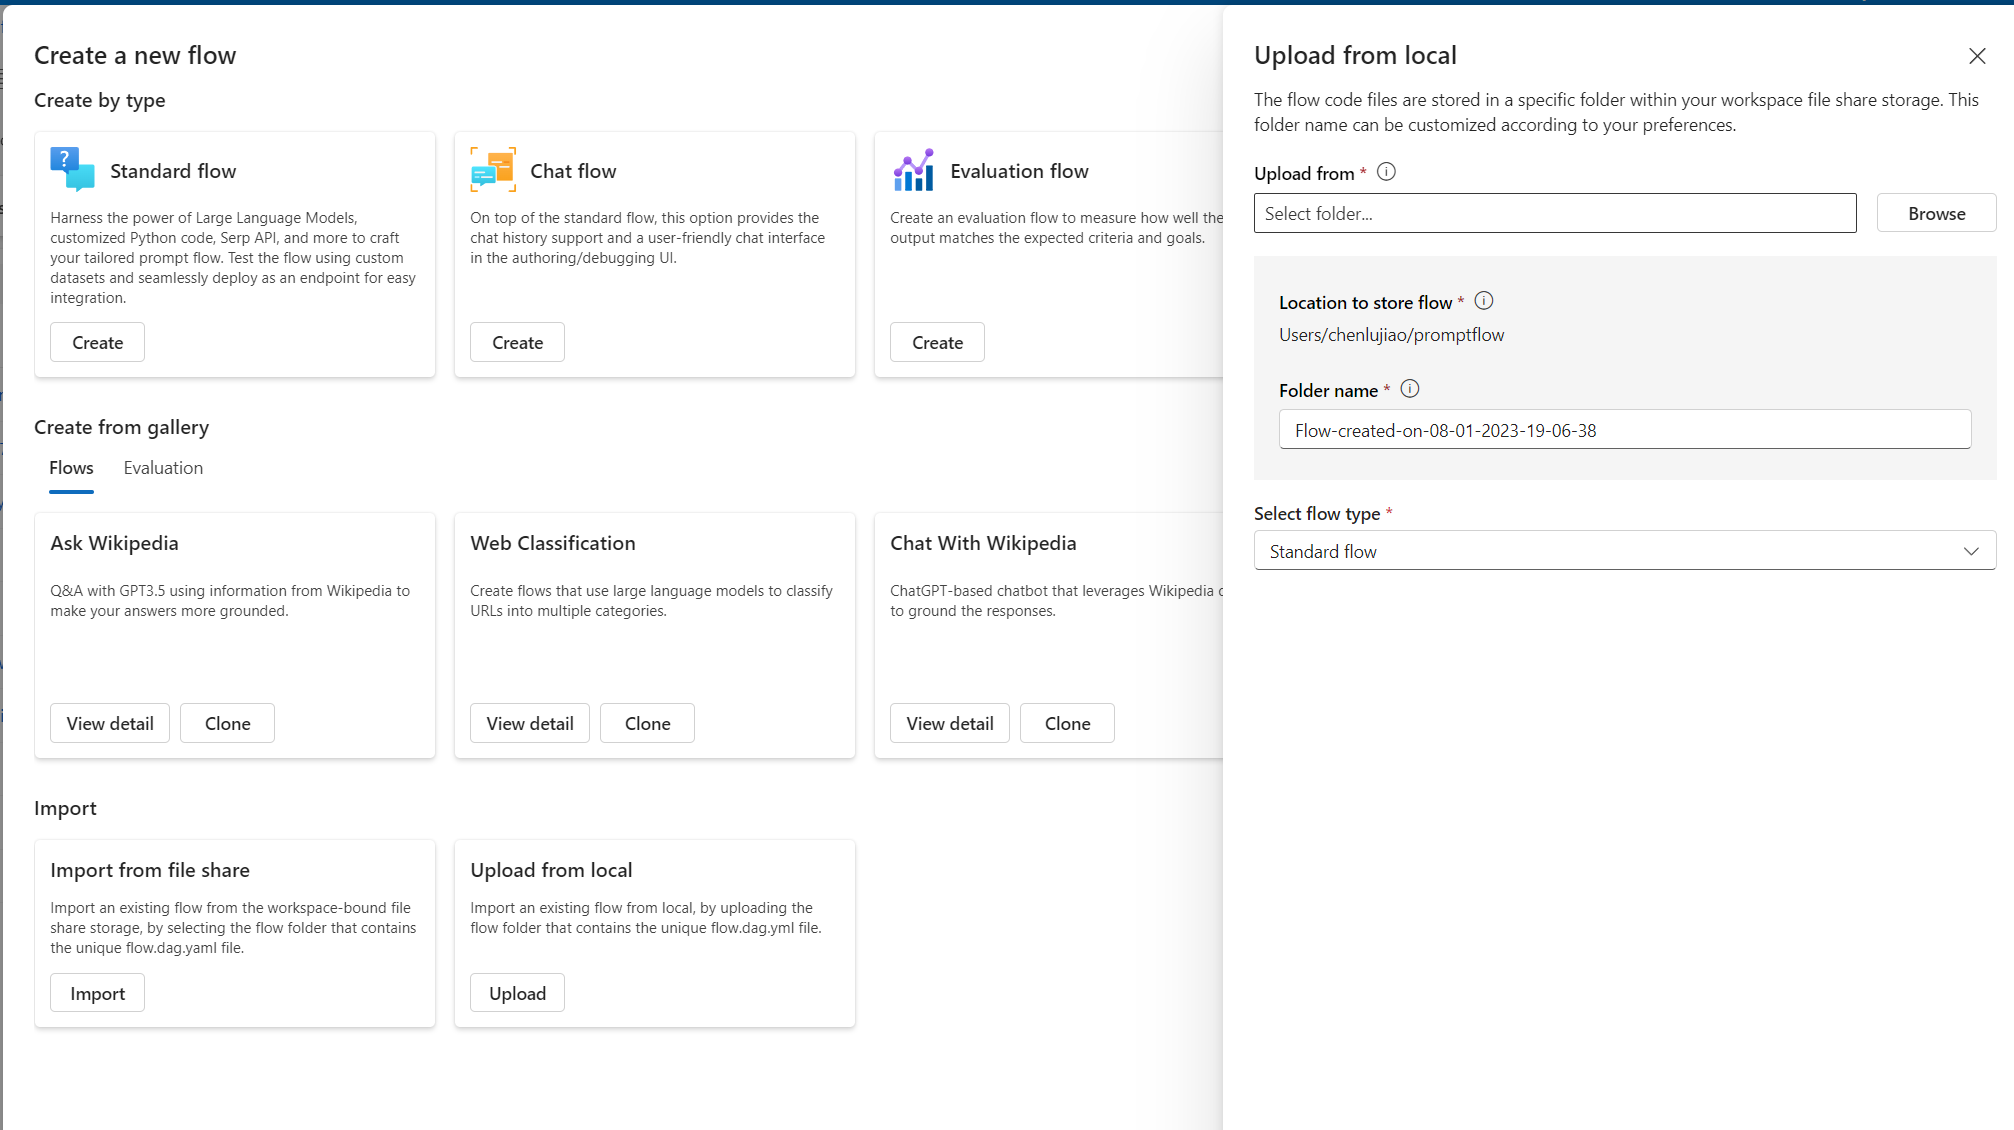 Create a new flow
Create by type
Standard flow
Harness the power of Large Language Models,
customized Python code, Serp API, and more to craft
your tailored prompt flow. Test the flow using custom
datasets and seamlessly deploy as an endpoint for easy
integration.
Create
Chat flow
On top of the standard flow, this option provides the
chat history support and a user-friendly chat interface
in the authoring/debugging UI.
Create
Evaluation flow
Create an evaluation flow to measure how well the
output matches the expected criteria and goals.
Create
Create from gallery
Flows
Evaluation
Ask Wikipedia
Q&A with GPT3.5 using information from Wikipedia to
make your answers more grounded.
View detail
Clone
Web Classification
Create flows that use large language models to classify
URLs into multiple categories.
View detail
Clone
Chat With Wikipedia
ChatGPT-based chatbot that leverages Wikipedia
to ground the responses.
View detail
Clone
Import
Import from file share
Import an existing flow from the workspace-bound file
share storage, by selecting the flow folder that contains
the unique flow.dag.yaml file.
Import
Upload from local
Import an existing flow from local, by uploading the
flow folder that contains the unique flow.dag.yml file.
Upload
Upload from local
The flow code files are stored in a specific folder within your workspace file share storage. This
folder name can be customized according to your preferences.
Upload from *
Select folder...
Browse
Location to store flow *
Users/chenlujiao/promptflow
Folder name *
Flow-created-on-08-01-2023-19-06-38
Select flow type *
Standard flow